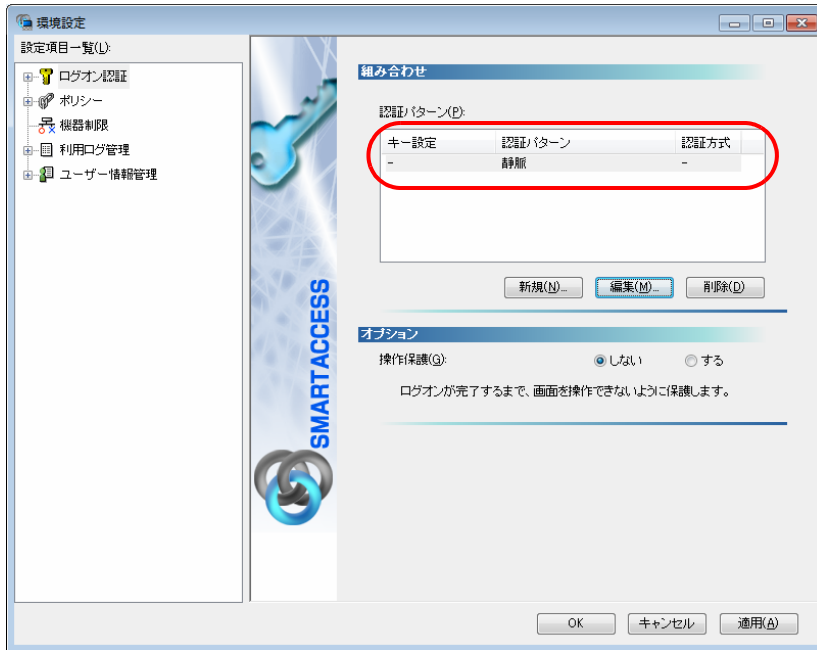 環境設定
設定項目一覧(L):
ログオン認証
ポリシー
機器制限
利用ログ管理
ユーザー情報管理
SMARTACCESS
組み合わせ
認証パターン(P):
キー設定 認証パターン 認証方式
- 静脈 -
新規(N)... 編集(M)... 削除(D)
オプション
操作保護(G): しない する
ログオンが完了するまで、画面を操作できないように保護します。
OK キャンセル 適用(A)